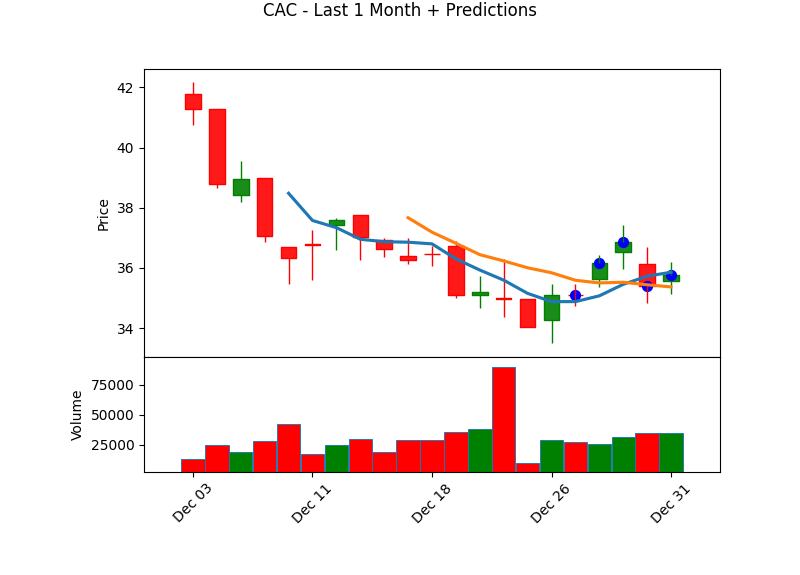 CAC - Last 1 Month + Predictions
42
40
38
36
34
Price
75000
50000
25000
Volume
Dec 03
Dec 11
Dec 18
Dec 26
Dec 31